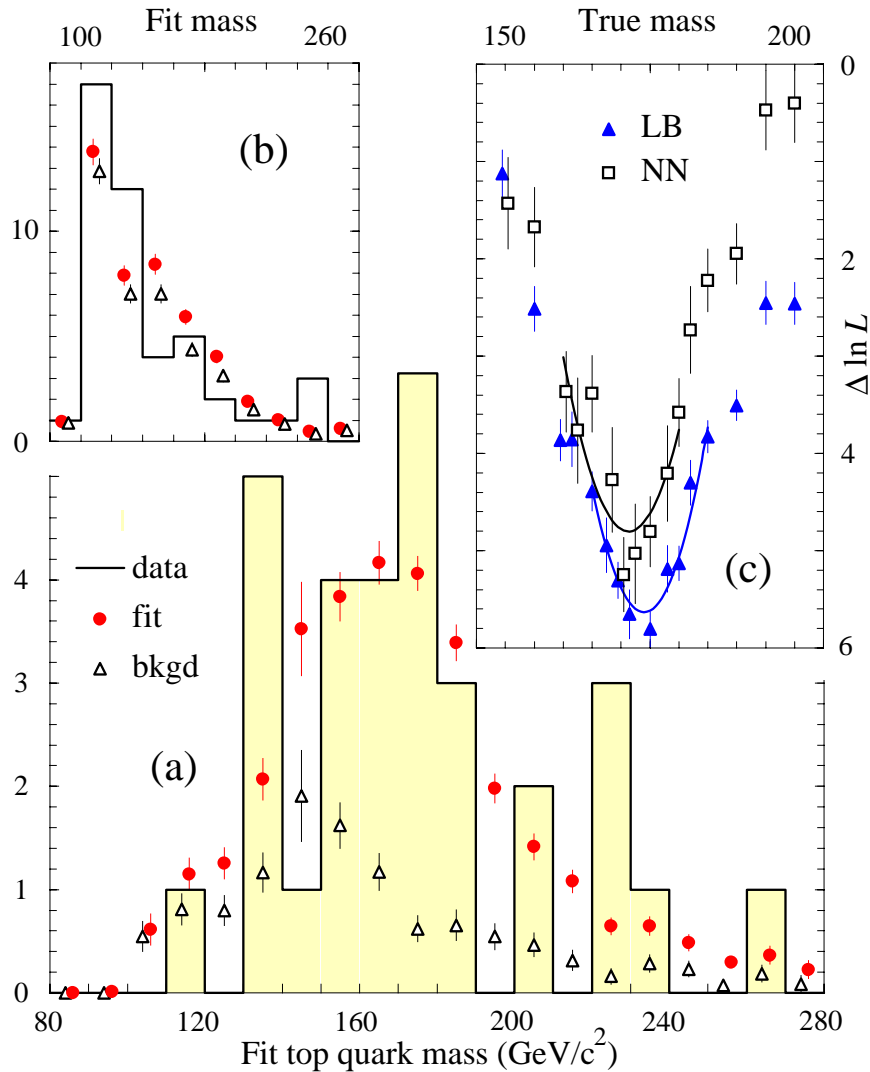 Fit mass
True mass
100 260
150 200
0
2
4
6
Δ ln L
LB
NN
(c)
(b)
10
5
0
data
fit
bkgd
(a)
4
3
2
1
0
80 120 160 200 240 280
Fit top quark mass (GeV/c²)